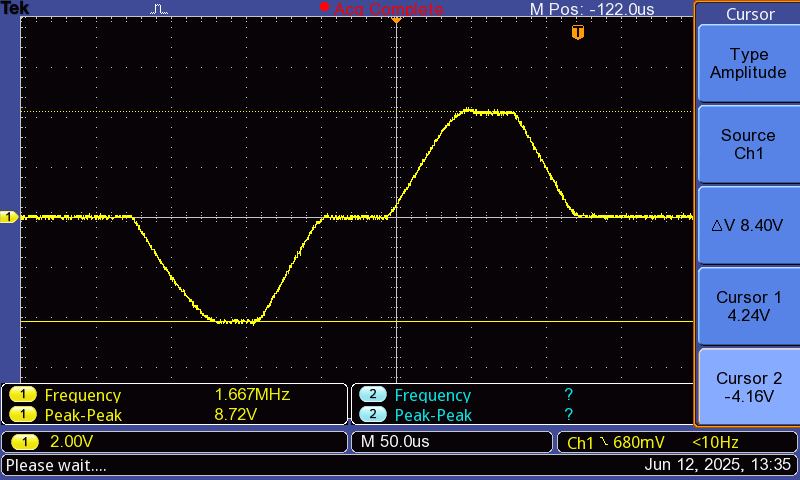 Tek
Acq Complete
M Pos: -122.0us
Cursor
T
Type
Amplitude
Source
Ch1
△V 8.40V
Cursor 1
4.24V
Cursor 2
-4.16V
1
1 Frequency 1.667MHz
1 Peak-Peak 8.72V
2 Frequency ?
2 Peak-Peak ?
1 2.00V
M 50.0us
Ch1 680mV <10Hz
Please wait....
Jun 12, 2025, 13:35